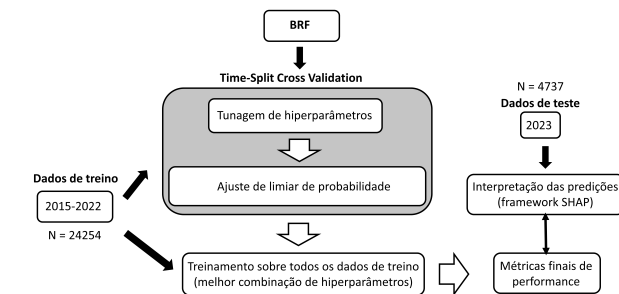 BRF
Time-Split Cross Validation
Tunagem de hiperparâmetros
Ajuste de limiar de probabilidade
Dados de treino
2015-2022
N = 24254
Treinamento sobre todos os dados de treino
(melhor combinação de hiperparâmetros)
N = 4737
Dados de teste
2023
Interpretação das predições
(framework SHAP)
Métricas finais de
performance